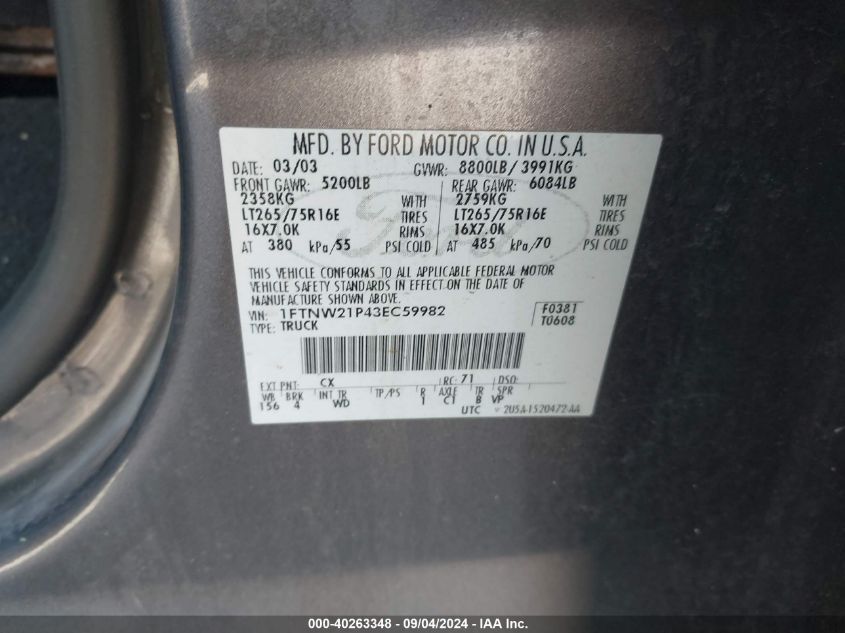 MFD. BY FORD MOTOR CO. IN U.S.A.
DATE: 03/03 GVWR: 8800LB/ 3991KG
FRONT GAWR: 5200LB REAR GAWR: 6084LB
2358KG WITH 2759KG WITH
LT265/75R16E TIRES LT265/75R16E TIRES
16X7.0K RIMS 16X7.0K RIMS
AT 380 kPa/55 PSI COLD AT 485 kPa/70 PSI COLD
Ford
THIS VEHICLE CONFORMS TO ALL APPLICABLE FEDERAL MOTOR
VEHICLE SAFETY STANDARDS IN EFFECT ON THE DATE OF
MANUFACTURE SHOWN ABOVE.
VIN: 1FTNW21P43EC59982 F0381
TYPE: TRUCK T0608
EXT PNT: CX RC: 71 DSO:
WB BRK INT TR TP/PS R AXLE TR SPR
156 4 WD 1 C1 B VP
UTC 2U5A-1520472-AA
000-40263348 - 09/04/2024 - IAA Inc.